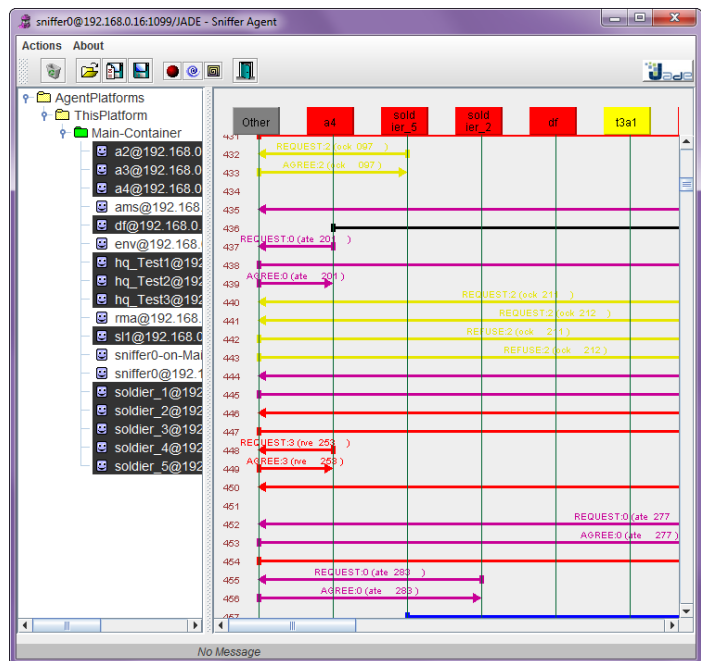 sniffer0@192.168.0.16:1099/JADE - Sniffer Agent
Actions About
Jade
AgentPlatforms
ThisPlatform
Main-Container
a2@192.168.0
a3@192.168.0
a4@192.168.0
ams@192.168.
df@192.168.0.
env@192.168.
hq_Test1@192
hq_Test2@192
hq_Test3@192
rma@192.168.
sl1@192.168.0
sniffer0-on-Mai
sniffer0@192.1
soldier_1@192
soldier_2@192
soldier_3@192
soldier_4@192
soldier_5@192
Other a4 sold ier_5 sold ier_2 df t3a1
431
432 REQUEST:2 (ock 097 )
433 AGREE:2 (ock 097 )
434
435
436
437 REQUEST:0 (ate 201 )
438
439 AGREE:0 (ate 201 )
440 REQUEST:2 (ock 211 )
441 REQUEST:2 (ock 212 )
442 REFUSE:2 (ock 211 )
443 REFUSE:2 (ock 212 )
444
445
446
447
448 REQUEST:3 (rve 253 )
449 AGREE:3 (rve 253 )
450
451
452 REQUEST:0 (ate 277
453 AGREE:0 (ate 277 )
454
455 REQUEST:0 (ate 283 )
456 AGREE:0 (ate 283 )
457
No Message